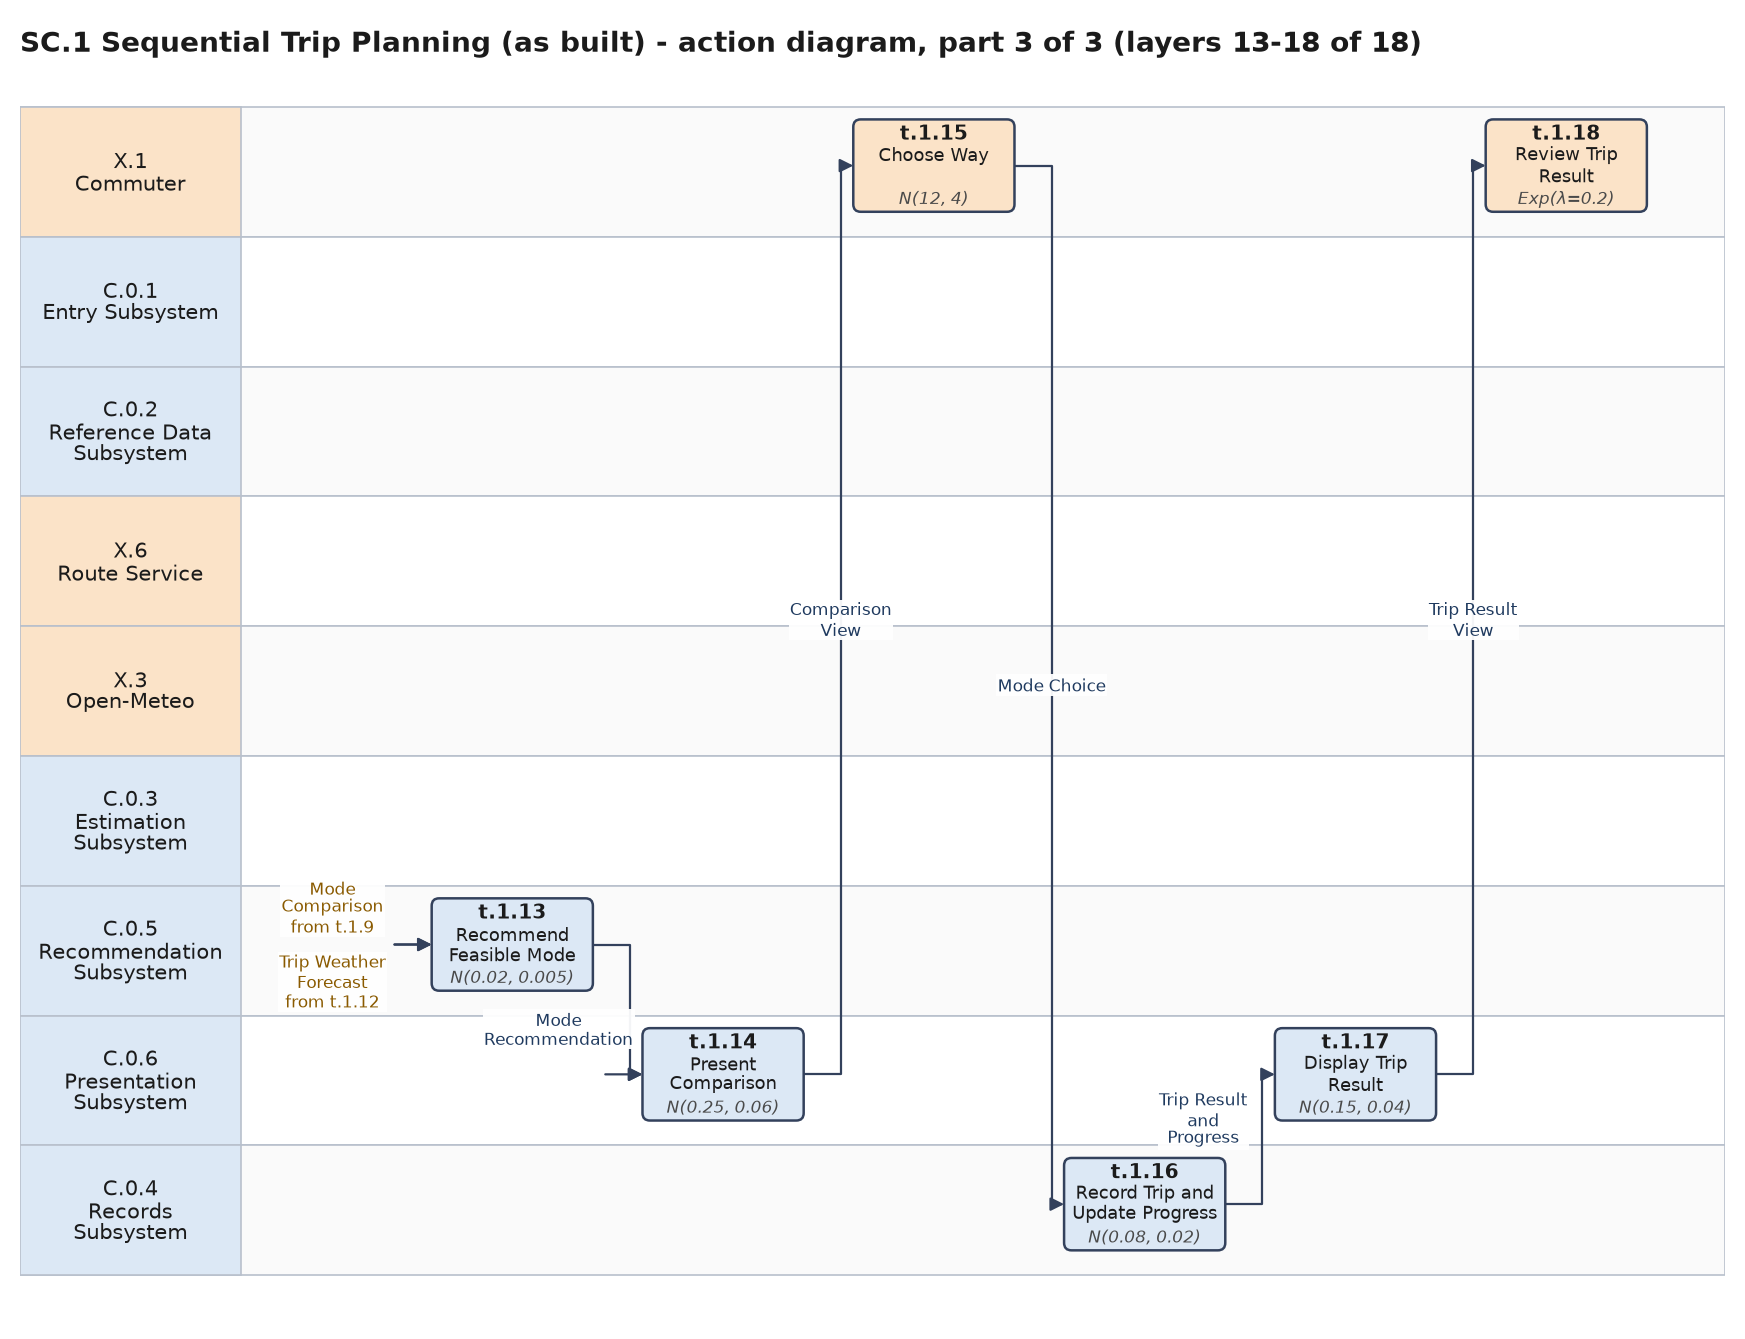 SC.1 Sequential Trip Planning (as built) - action diagram, part 3 of 3 (layers 13-18 of 18)
X.1
Commuter
t.1.15
Choose Way
N(12, 4)
t.1.18
Review Trip
Result
Exp(λ=0.2)
C.0.1
Entry Subsystem
C.0.2
Reference Data
Subsystem
X.6
Route Service
Comparison
View
Trip Result
View
X.3
Open-Meteo
Mode Choice
C.0.3
Estimation
Subsystem
C.0.5
Recommendation
Subsystem
Mode
Comparison
from t.1.9
Trip Weather
Forecast
from t.1.12
t.1.13
Recommend
Feasible Mode
N(0.02, 0.005)
C.0.6
Presentation
Subsystem
Mode
Recommendation
t.1.14
Present
Comparison
N(0.25, 0.06)
Trip Result
and
Progress
t.1.17
Display Trip
Result
N(0.15, 0.04)
C.0.4
Records
Subsystem
t.1.16
Record Trip and
Update Progress
N(0.08, 0.02)